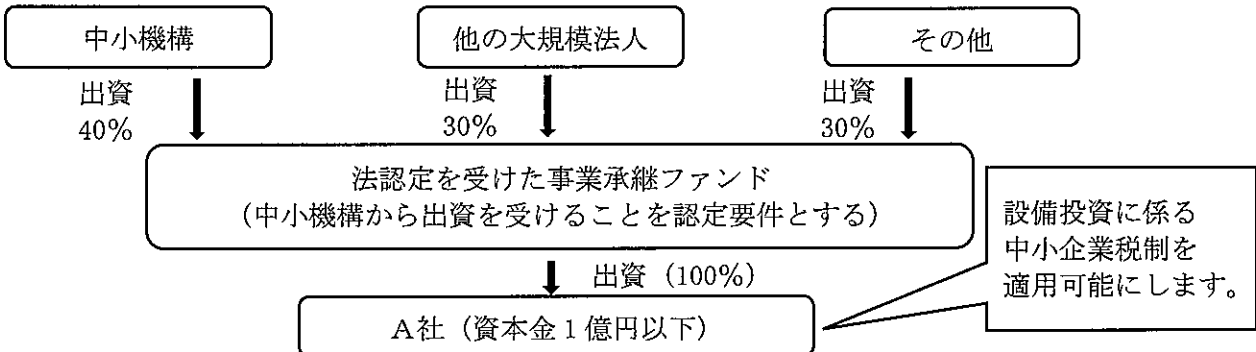 中小機構
他の大規模法人
その他
出資
40%
出資
30%
出資
30%
法認定を受けた事業承継ファンド
(中小機構から出資を受けることを認定要件とする)
設備投資に係る
中小企業税制を
適用可能にします。
出資(100%)
A社(資本金1億円以下)